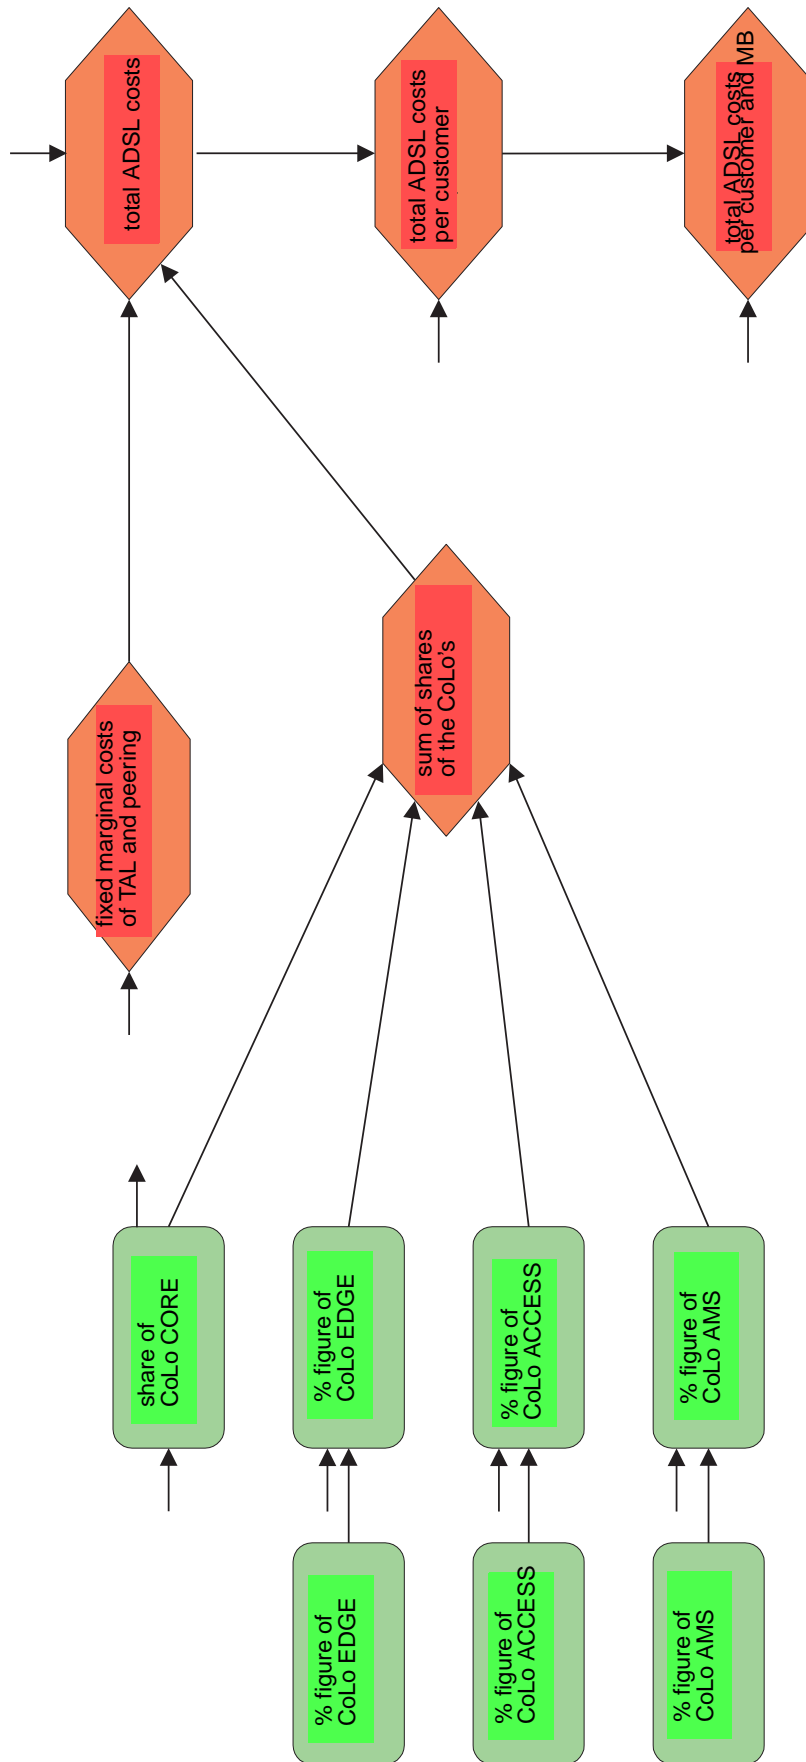 total ADSL costs
total ADSL costs
per customer
total ADSL costs
per customer and MB
fixed marginal costs
of TAL and peering
sum of shares
of the CoLo's
share of
CoLo CORE
% figure of
CoLo EDGE
% figure of
CoLo ACCESS
% figure of
CoLo AMS
% figure of
CoLo EDGE
% figure of
CoLo ACCESS
% figure of
CoLo AMS